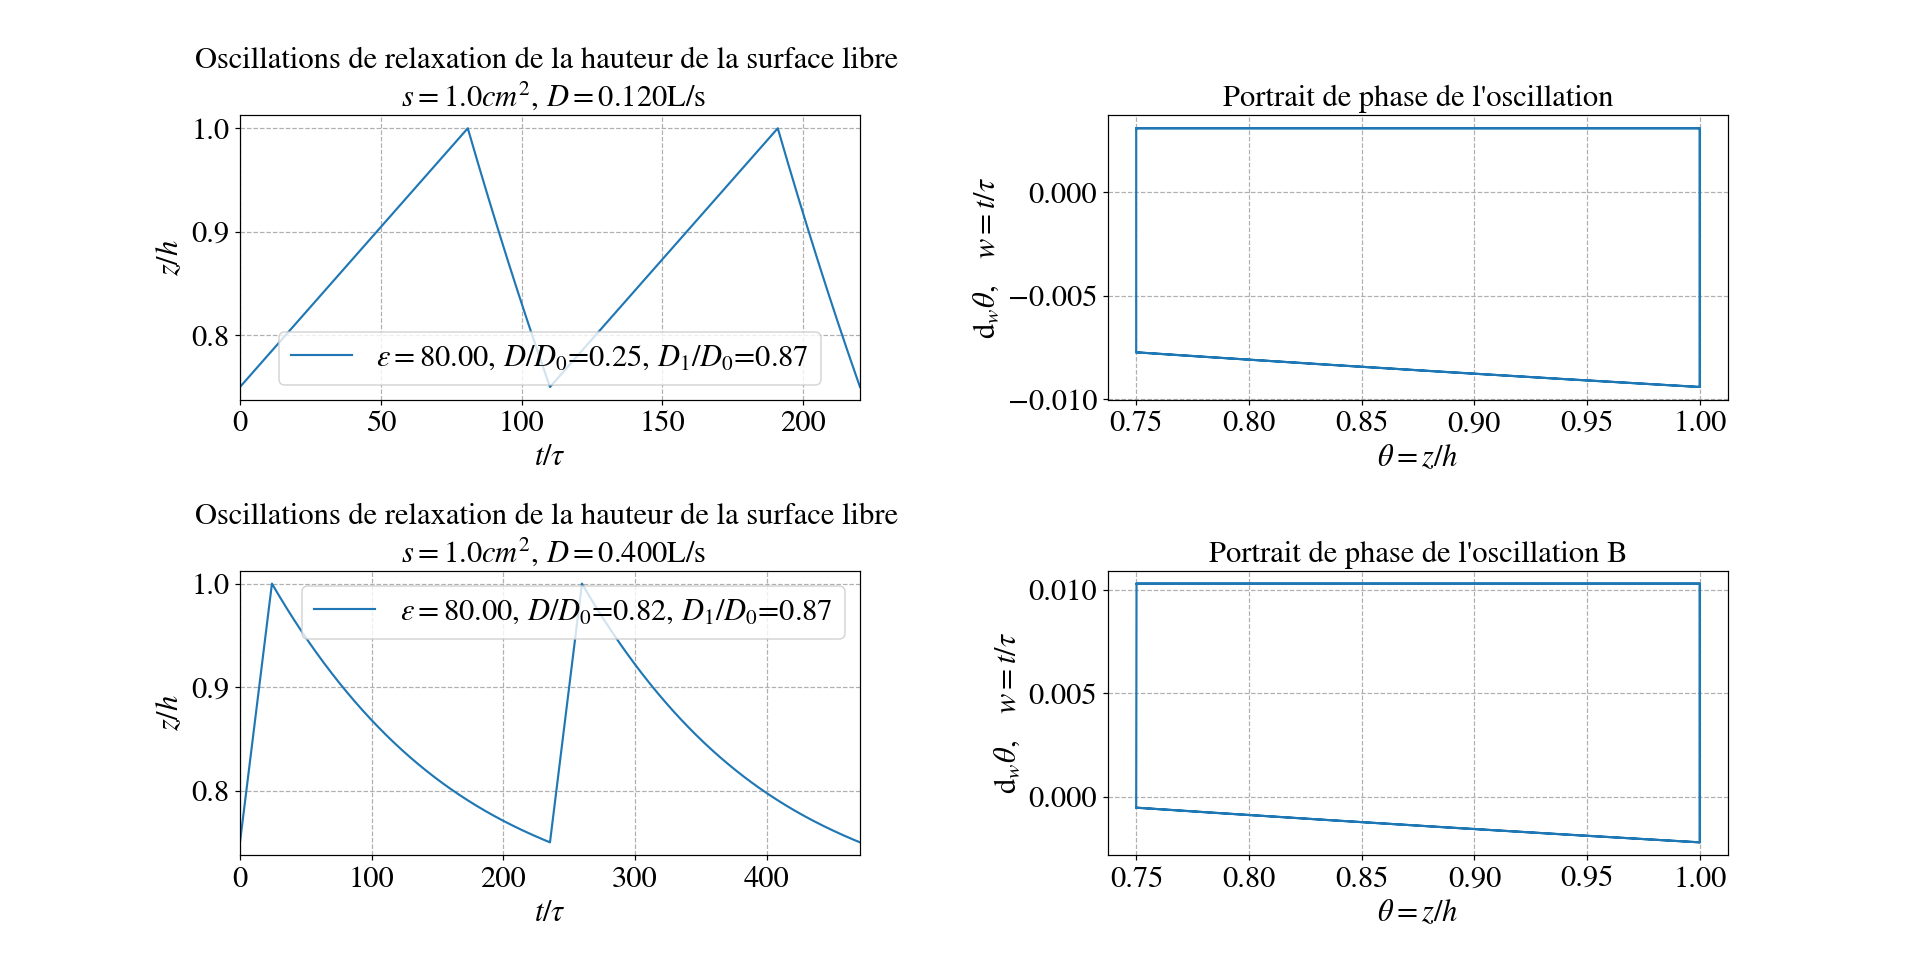 Oscillations de relaxation de la hauteur de la surface libre
s = 1.0cm², D = 0.120L/s
1.0
0.9
0.8
z/h
ε = 80.00, D/D₀=0.25, D₁/D₀=0.87
0 50 100 150 200
t/τ
Portrait de phase de l'oscillation
0.000
−0.005
−0.010
d_wθ, w = t/τ
0.75 0.80 0.85 0.90 0.95 1.00
θ = z/h
Oscillations de relaxation de la hauteur de la surface libre
s = 1.0cm², D = 0.400L/s
1.0
0.9
0.8
z/h
ε = 80.00, D/D₀=0.82, D₁/D₀=0.87
0 100 200 300 400
t/τ
Portrait de phase de l'oscillation B
0.010
0.005
0.000
d_wθ, w = t/τ
0.75 0.80 0.85 0.90 0.95 1.00
θ = z/h